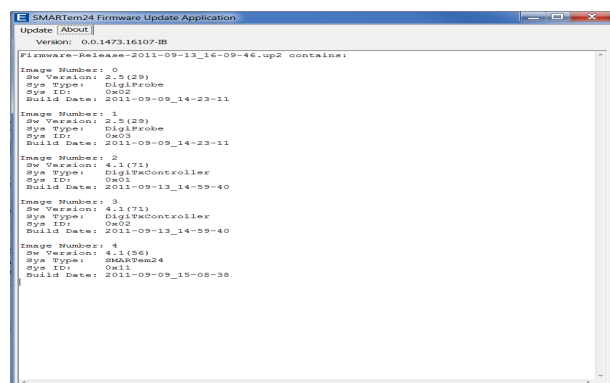 E SMARTem24 Firmware Update Application
Update About
Version: 0.0.1473.16107-IB
Firmware-Release-2011-09-13_16-09-46.up2 contains:
Image Number: 0
Sw Version: 2.5(29)
Sys Type: DigiProbe
Sys ID: 0x02
Build Date: 2011-09-09_14-23-11
Image Number: 1
Sw Version: 2.5(29)
Sys Type: DigiProbe
Sys ID: 0x03
Build Date: 2011-09-09_14-23-11
Image Number: 2
Sw Version: 4.1(71)
Sys Type: DigiTxController
Sys ID: 0x01
Build Date: 2011-09-13_14-59-40
Image Number: 3
Sw Version: 4.1(71)
Sys Type: DigiTxController
Sys ID: 0x02
Build Date: 2011-09-13_14-59-40
Image Number: 4
Sw Version: 4.1(56)
Sys Type: SMARTem24
Sys ID: 0x11
Build Date: 2011-09-09_15-08-38